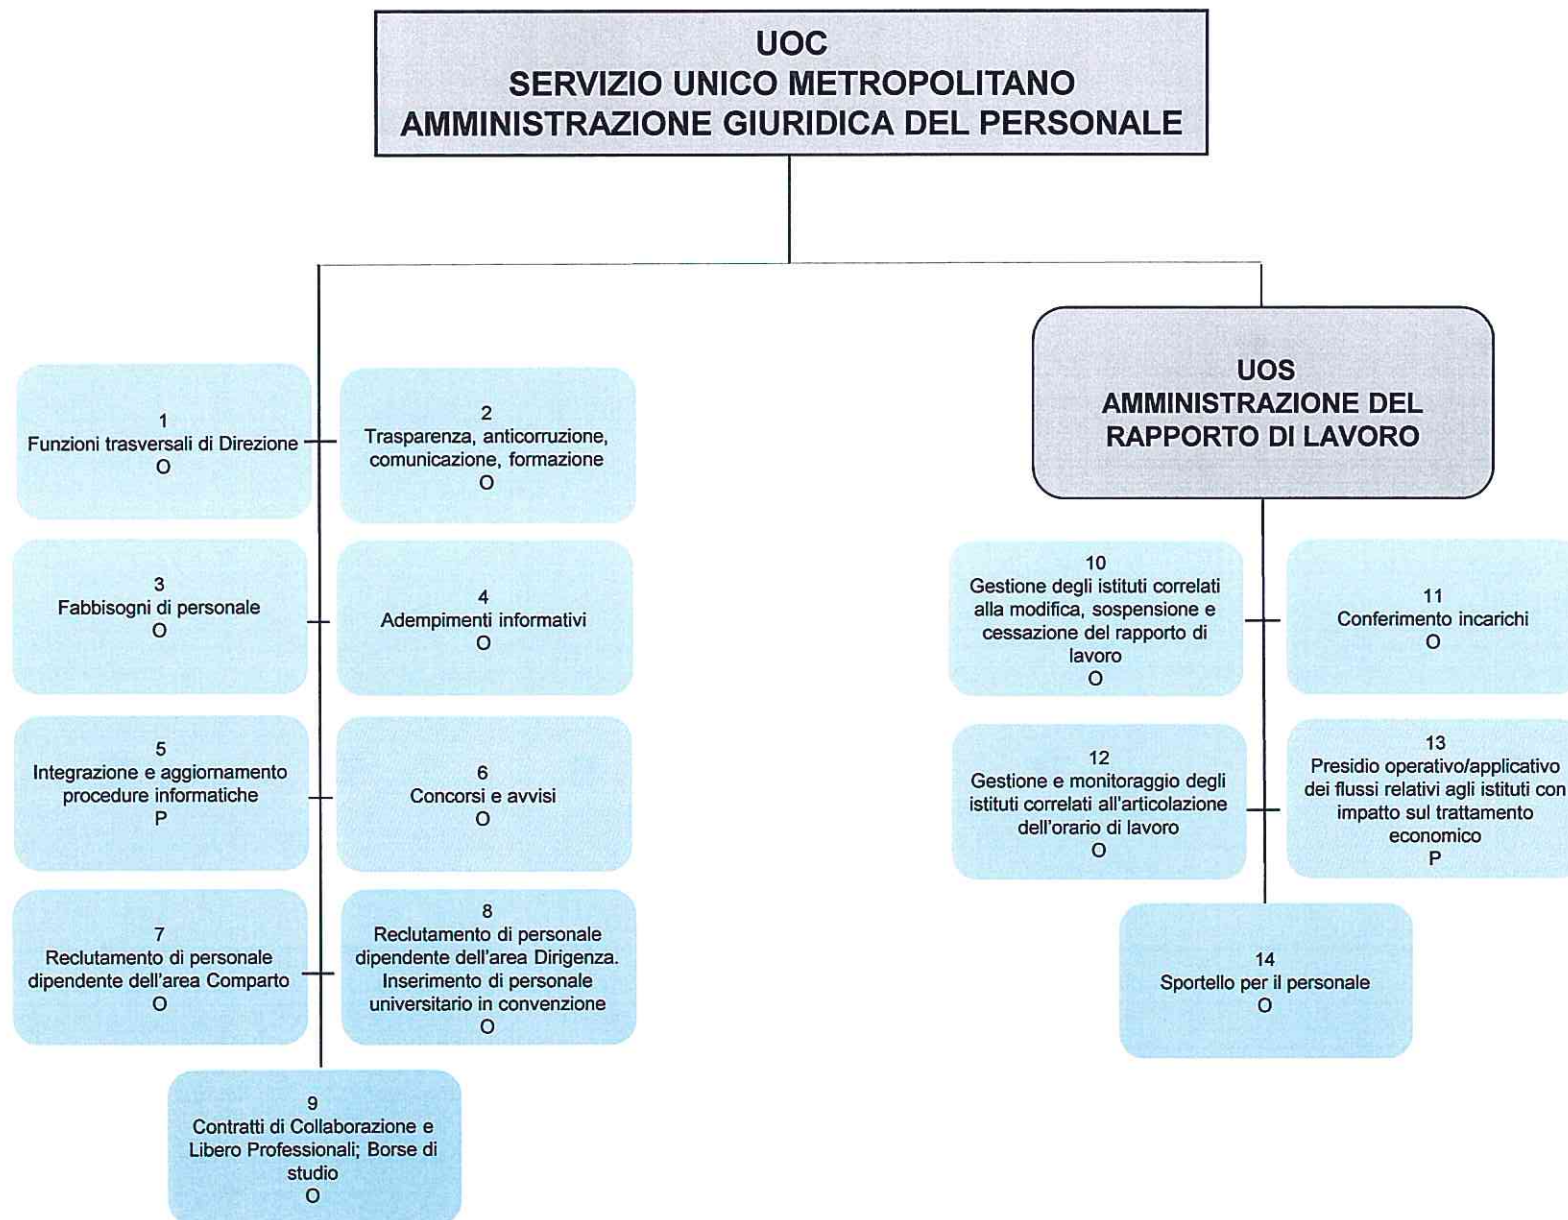 UOC
SERVIZIO UNICO METROPOLITANO
AMMINISTRAZIONE GIURIDICA DEL PERSONALE
1
Funzioni trasversali di Direzione
O
2
Trasparenza, anticorruzione,
comunicazione, formazione
O
3
Fabbisogni di personale
O
4
Adempimenti informativi
O
5
Integrazione e aggiornamento
procedure informatiche
P
6
Concorsi e avvisi
O
7
Reclutamento di personale
dipendente dell'area Comparto
O
8
Reclutamento di personale
dipendente dell'area Dirigenza.
Inserimento di personale
universitario in convenzione
O
9
Contratti di Collaborazione e
Libero Professionali; Borse di
studio
O
UOS
AMMINISTRAZIONE DEL
RAPPORTO DI LAVORO
10
Gestione degli istituti correlati
alla modifica, sospensione e
cessazione del rapporto di
lavoro
O
11
Conferimento incarichi
O
12
Gestione e monitoraggio degli
istituti correlati all'articolazione
dell'orario di lavoro
O
13
Presidio operativo/applicativo
dei flussi relativi agli istituti con
impatto sul trattamento
economico
P
14
Sportello per il personale
O